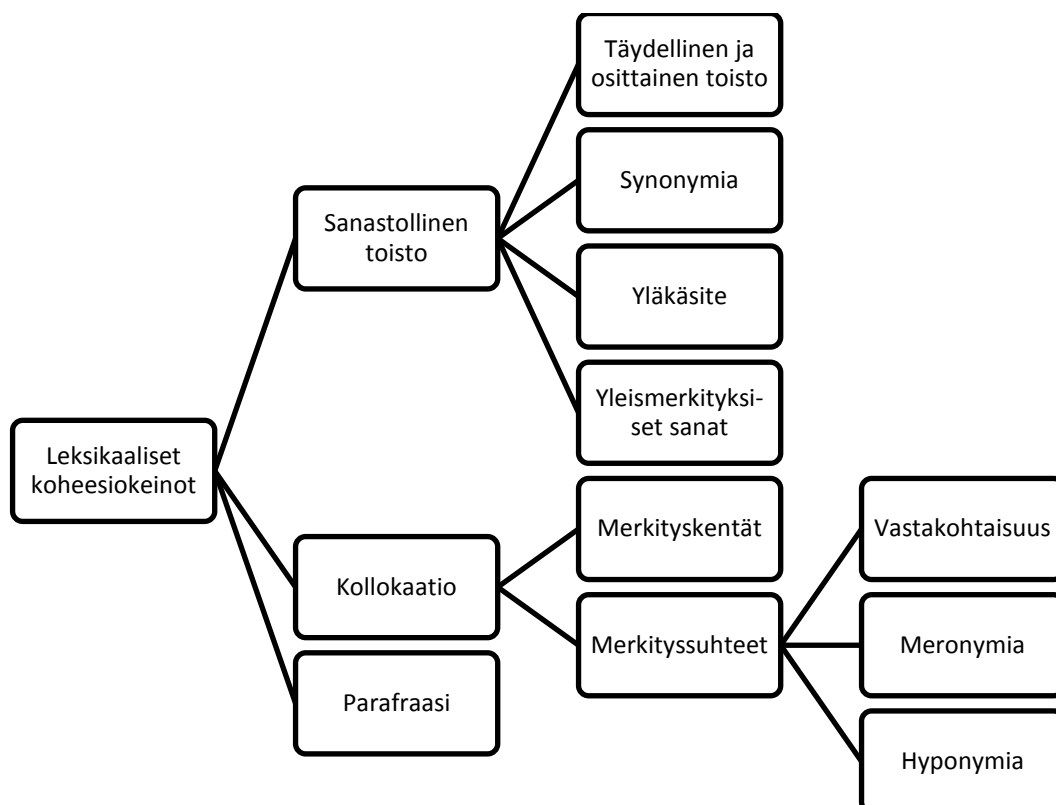 Täydellinen ja
osittainen toisto
Synonymia
Sanastollinen
toisto
Yläkäsite
Yleismerkityksi-
set sanat
Leksikaaliset
koheesiokeinot
Merkityskentät
Vastakohtaisuus
Kollokaatio
Merkityssuhteet
Meronymia
Parafraasi
Hyponymia